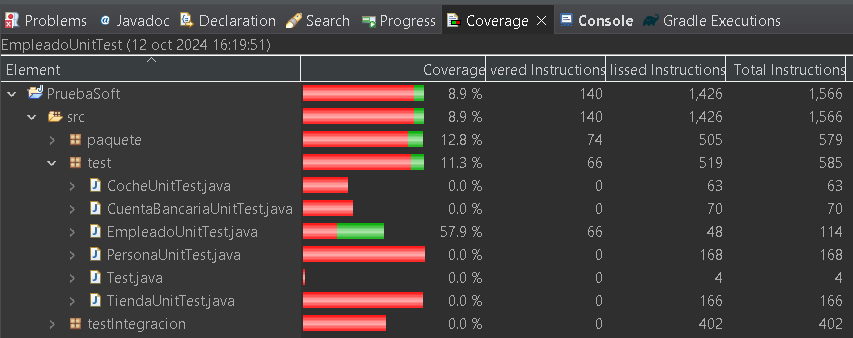 Problems Javadoc Declaration Search Progress Coverage Console Gradle Executions
EmpleadoUnitTest (12 oct 2024 16:19:51)
Element Coverage vered Instructions lissed Instructions Total Instructions
PruebaSoft 8.9 % 140 1,426 1,566
src 8.9 % 140 1,426 1,566
paquete 12.8 % 74 505 579
test 11.3 % 66 519 585
CocheUnitTest.java 0.0 % 0 63 63
CuentaBancariaUnitTest.java 0.0 % 0 70 70
EmpleadoUnitTest.java 57.9 % 66 48 114
PersonaUnitTest.java 0.0 % 0 168 168
Test.java 0.0 % 0 4 4
TiendaUnitTest.java 0.0 % 0 166 166
testIntegracion 0.0 % 0 402 402